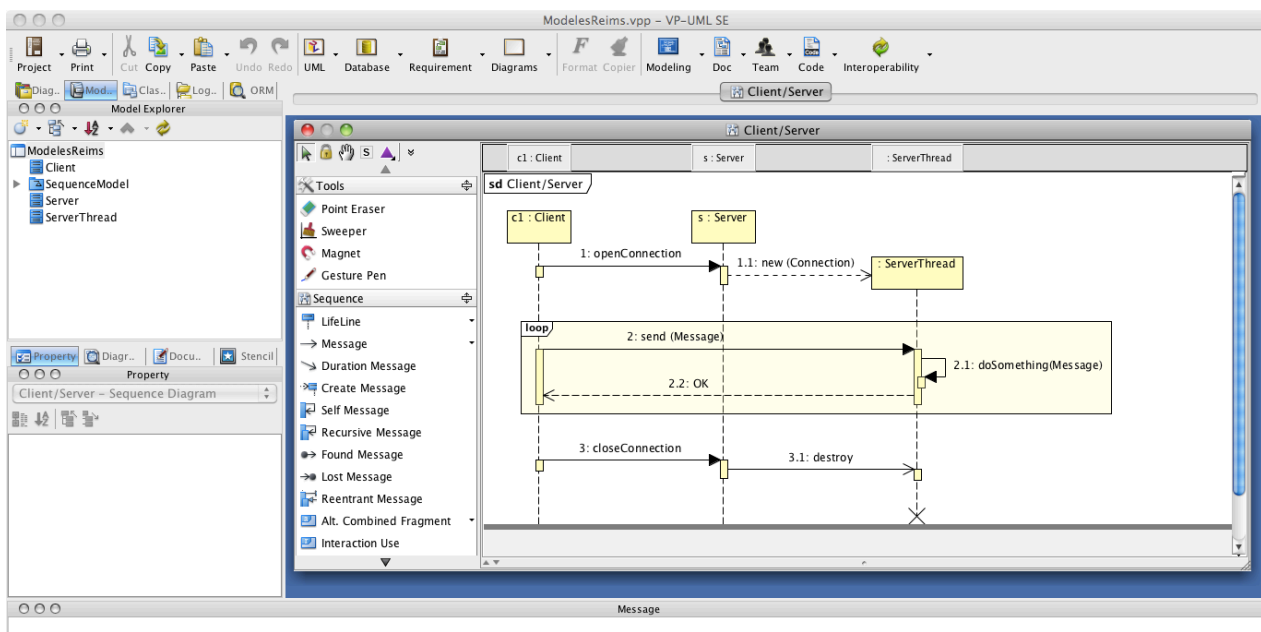 ModelesReims.vpp – VP-UML SE
Project Print Cut Copy Paste Undo Redo UML Database Requirement Diagrams Format Copier Modeling Doc Team Code Interoperability
Diag.. Mod.. Clas.. Log.. ORM
Client/Server
Model Explorer
ModelesReims
Client
SequenceModel
Server
ServerThread
Property Diagr.. Docu.. Stencil
Property
Client/Server – Sequence Diagram
Client/Server
Tools
Point Eraser
Sweeper
Magnet
Gesture Pen
Sequence
LifeLine
Message
Duration Message
Create Message
Self Message
Recursive Message
Found Message
Lost Message
Reentrant Message
Alt. Combined Fragment
Interaction Use
c1 : Client s : Server : ServerThread
sd Client/Server
c1 : Client s : Server
1: openConnection
1.1: new (Connection)
: ServerThread
loop
2: send (Message)
2.1: doSomething(Message)
2.2: OK
3: closeConnection
3.1: destroy
Message